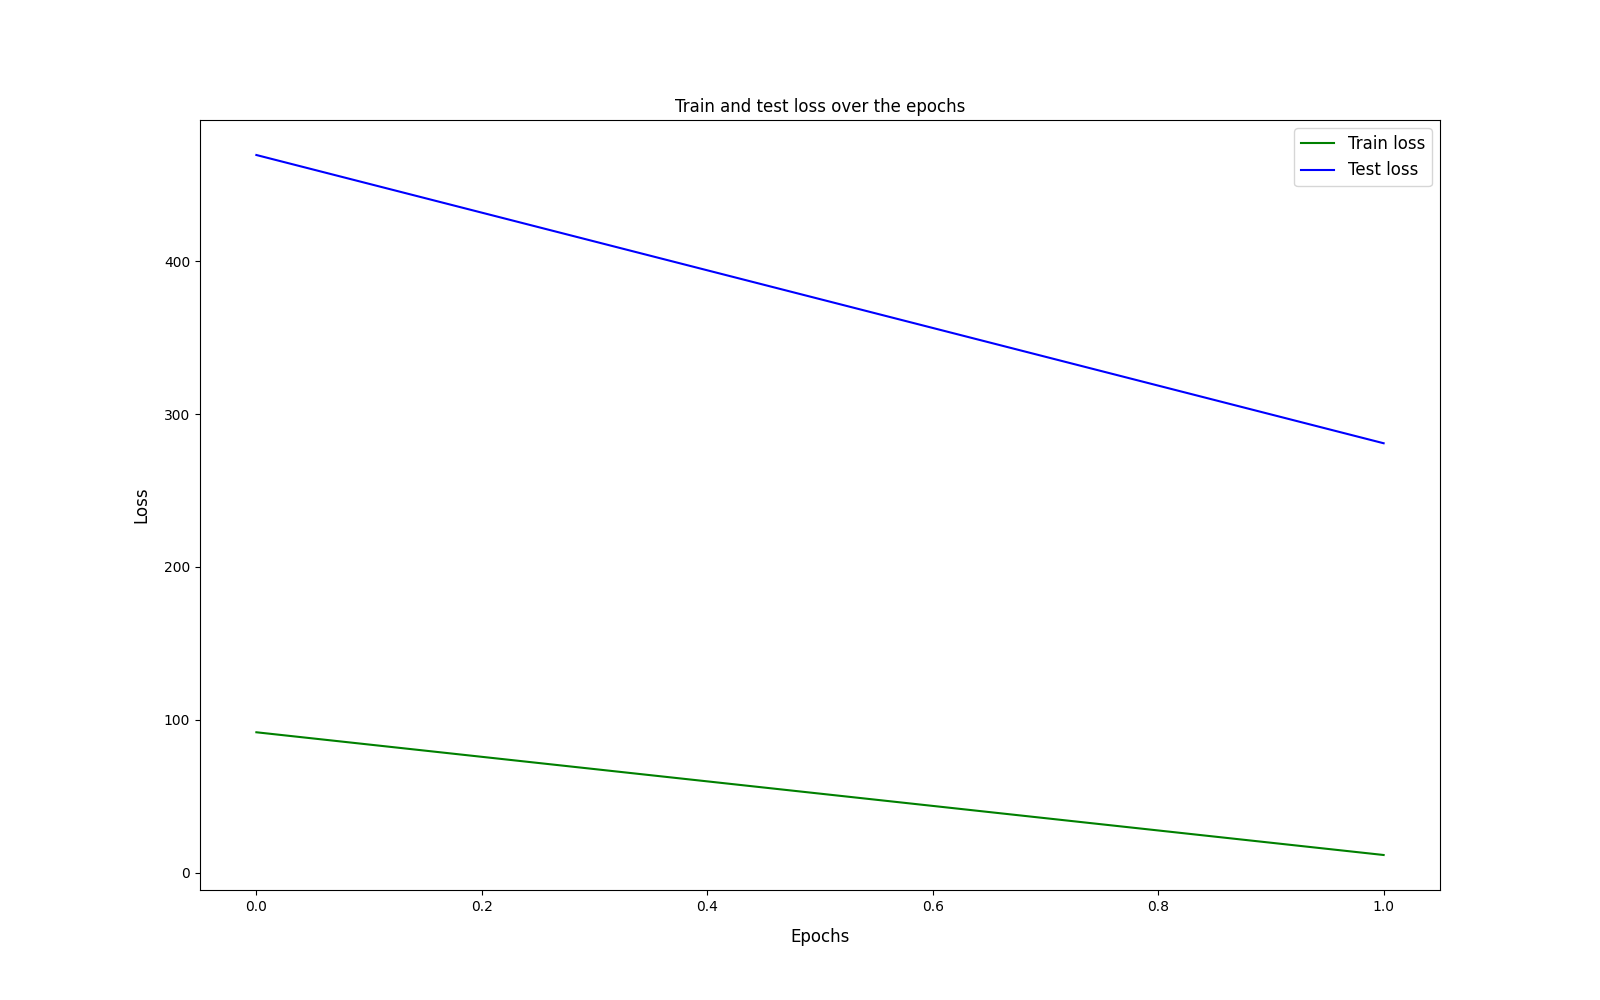 Train and test loss over the epochs
Train loss
Test loss
400
300
200
100
0
Loss
0.0 0.2 0.4 0.6 0.8 1.0
Epochs